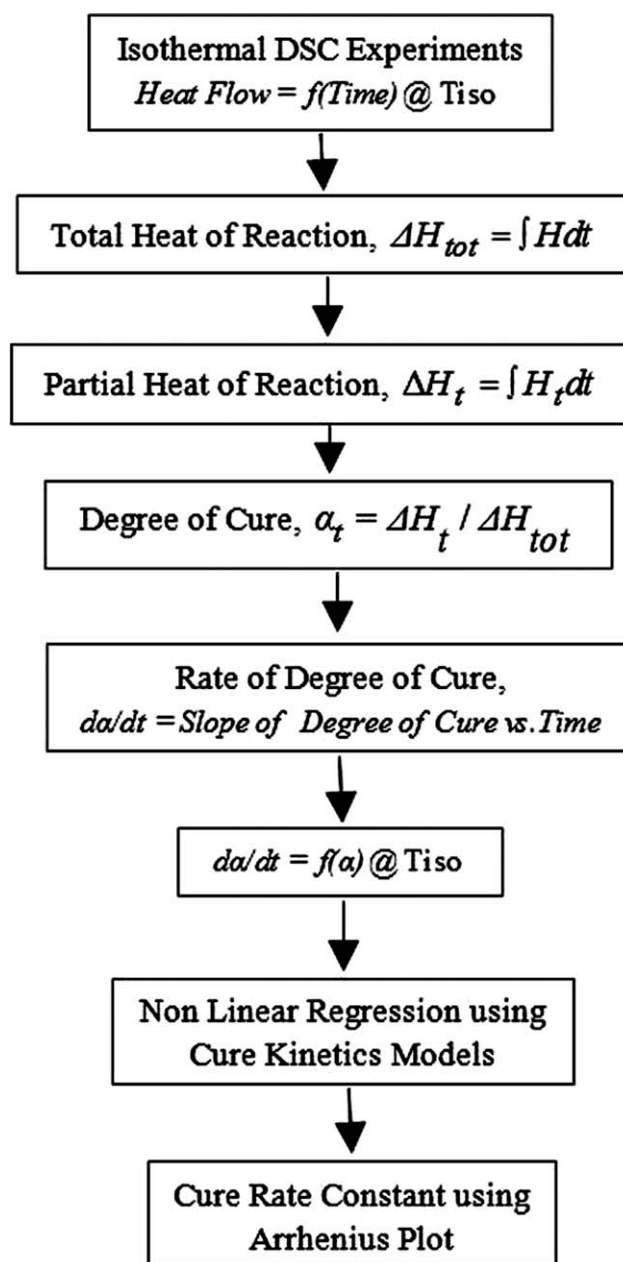 Isothermal DSC Experiments
Heat Flow = f(Time) @ Tiso
Total Heat of Reaction, ΔH_tot = ∫Hdt
Partial Heat of Reaction, ΔH_t = ∫H_t dt
Degree of Cure, α_t = ΔH_t / ΔH_tot
Rate of Degree of Cure,
dα/dt = Slope of Degree of Cure vs. Time
dα/dt = f(α) @ Tiso
Non Linear Regression using
Cure Kinetics Models
Cure Rate Constant using
Arrhenius Plot